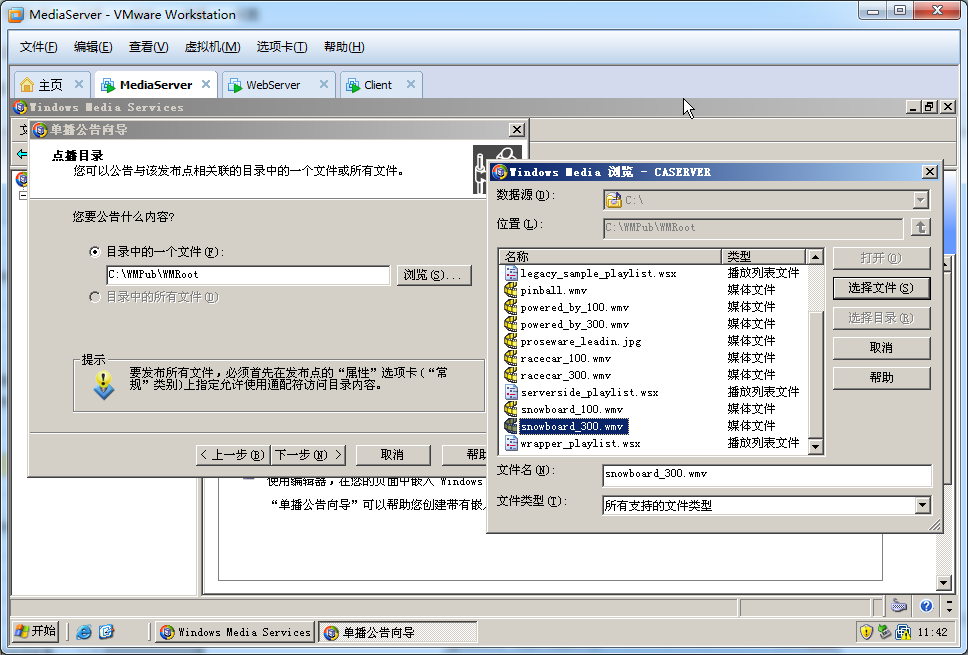 MediaServer - VMware Workstation
文件(F) 编辑(E) 查看(V) 虚拟机(M) 选项卡(T) 帮助(H)
主页 MediaServer WebServer Client
Windows Media Services
单播公告向导
点播目录
您可以公告与该发布点相关联的目录中的一个文件或所有文件。
您要公告什么内容?
目录中的一个文件(F):
C:\WMPub\WMRoot
浏览(S)...
目录中的所有文件(D)
提示
要发布所有文件，必须首先在发布点的“属性”选项卡(“常
规”类别)上指定允许使用通配符访问目录内容。
< 上一步(B) 下一步(N) > 取消 帮助
使用编辑器，在您的页面中嵌入 Windows
“单播公告向导”可以帮助您创建带有嵌入
Windows Media 浏览 - CASERVER
数据源(D): C:\
位置(L): C:\WMPub\WMRoot
名称 类型
legacy_sample_playlist.wsx 播放列表文件
pinball.wmv 媒体文件
powered_by_100.wmv 媒体文件
powered_by_300.wmv 媒体文件
proseware_leadin.jpg 媒体文件
racecar_100.wmv 媒体文件
racecar_300.wmv 媒体文件
serverside_playlist.wsx 播放列表文件
snowboard_100.wmv 媒体文件
snowboard_300.wmv 媒体文件
wrapper_playlist.wsx 播放列表文件
打开(O)
选择文件(S)
选择目录(R)
取消
帮助
文件名(N): snowboard_300.wmv
文件类型(T): 所有支持的文件类型
开始 Windows Media Services 单播公告向导 11:42